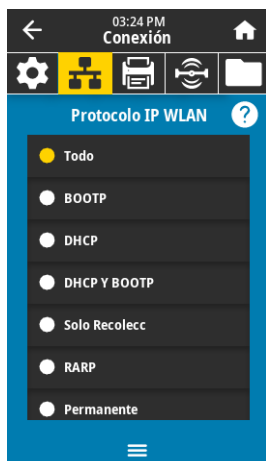 03:24 PM
Conexión
Protocolo IP WLAN
?
Todo
BOOTP
DHCP
DHCP Y BOOTP
Solo Recolecc
RARP
Permanente